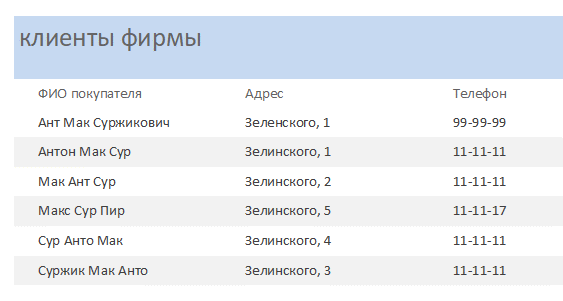 клиенты фирмы
ФИО покупателя Адрес Телефон
Ант Мак Суржикович Зеленского, 1 99-99-99
Антон Мак Сур Зелинского, 1 11-11-11
Мак Ант Сур Зелинского, 2 11-11-11
Макс Сур Пир Зелинского, 5 11-11-17
Сур Анто Мак Зелинского, 4 11-11-11
Суржик Мак Анто Зелинского, 3 11-11-11